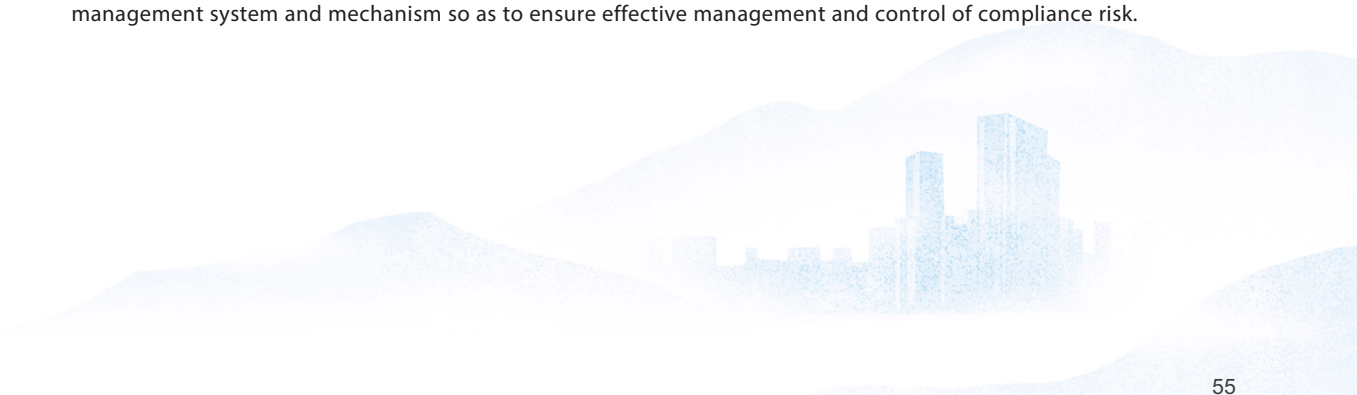 management system and mechanism so as to ensure effective management and control of compliance risk.
55